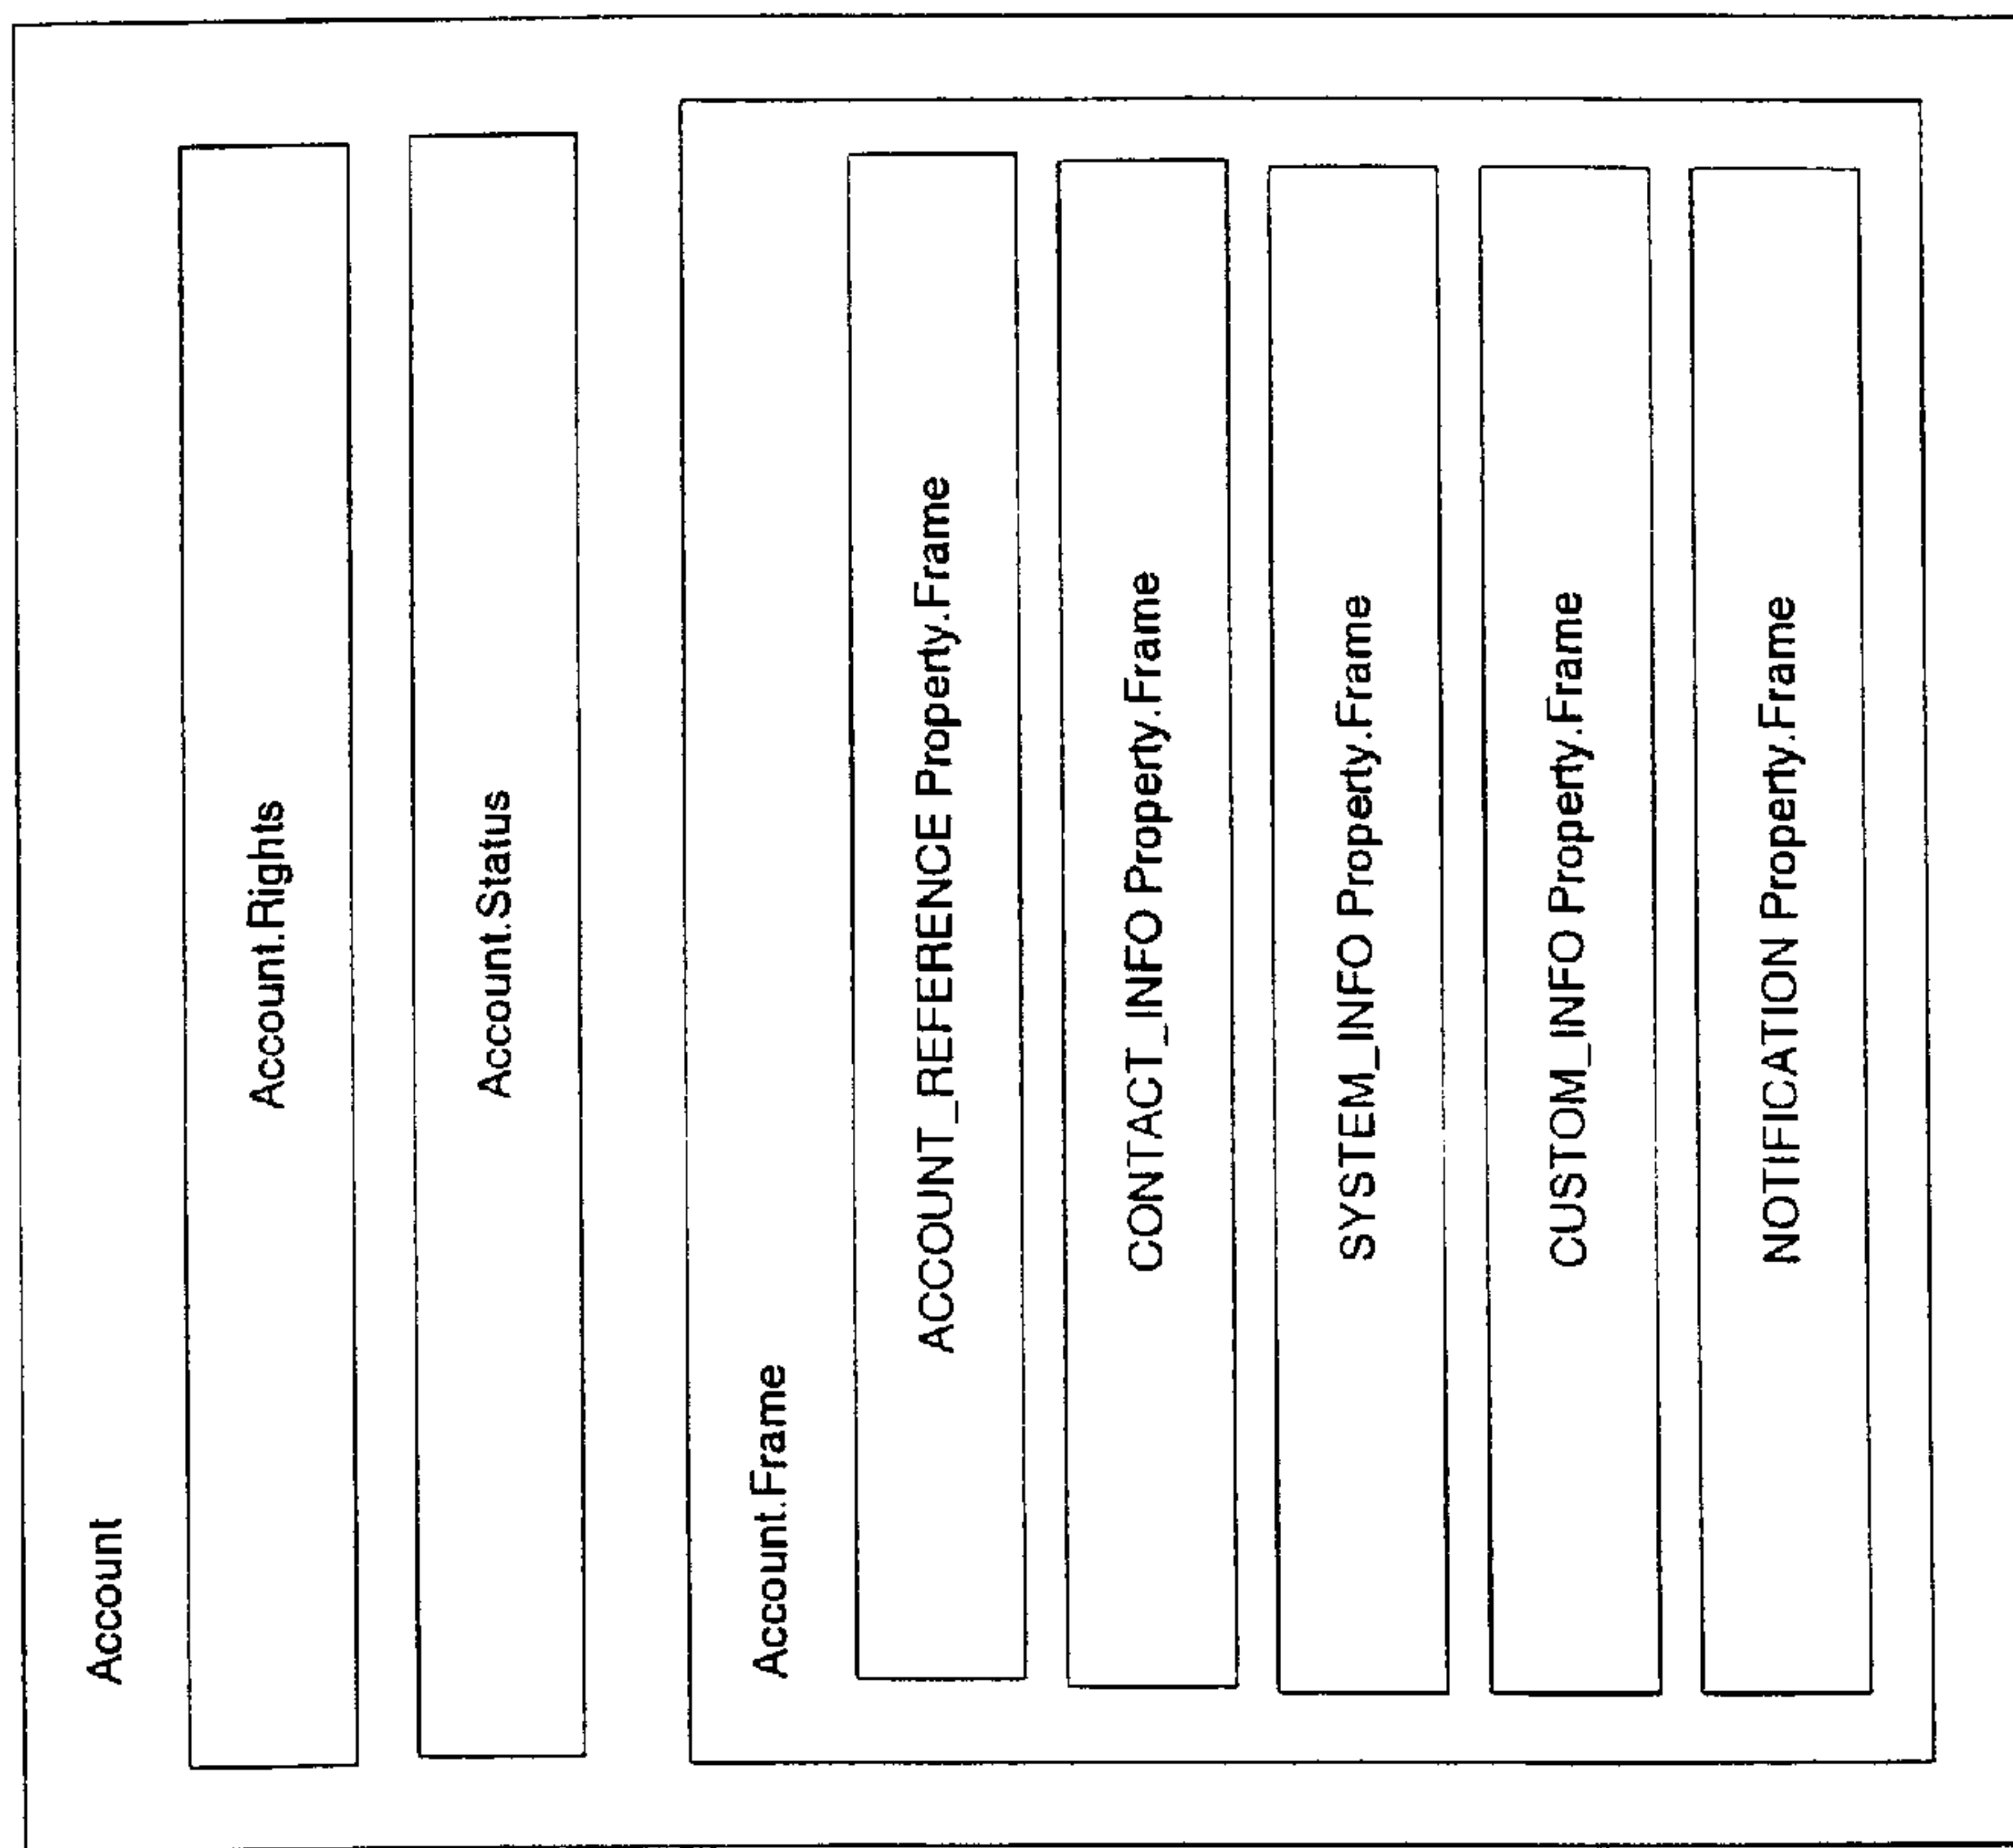 Account
Account.Rights
Account.Status
Account.Frame
ACCOUNT_REFERENCE Property.Frame
CONTACT_INFO Property.Frame
SYSTEM_INFO Property.Frame
CUSTOM_INFO Property.Frame
NOTIFICATION Property.Frame